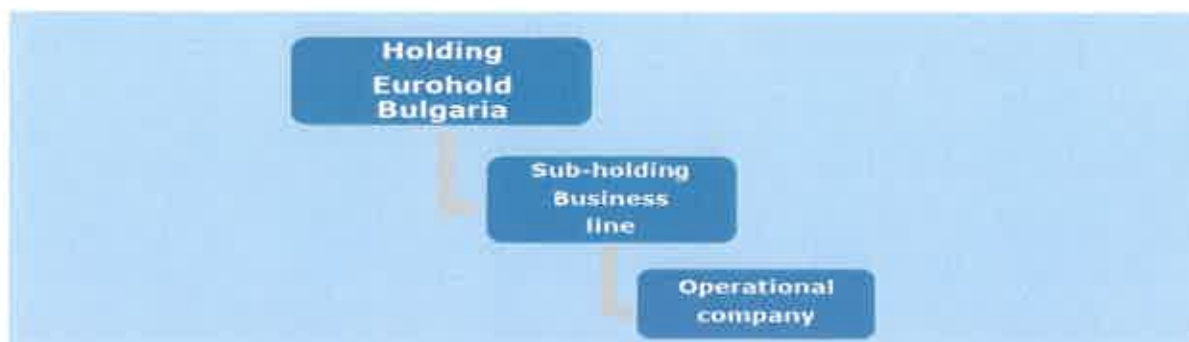 Holding
Eurohold
Bulgaria
Sub-holding
Business
line
Operational
company